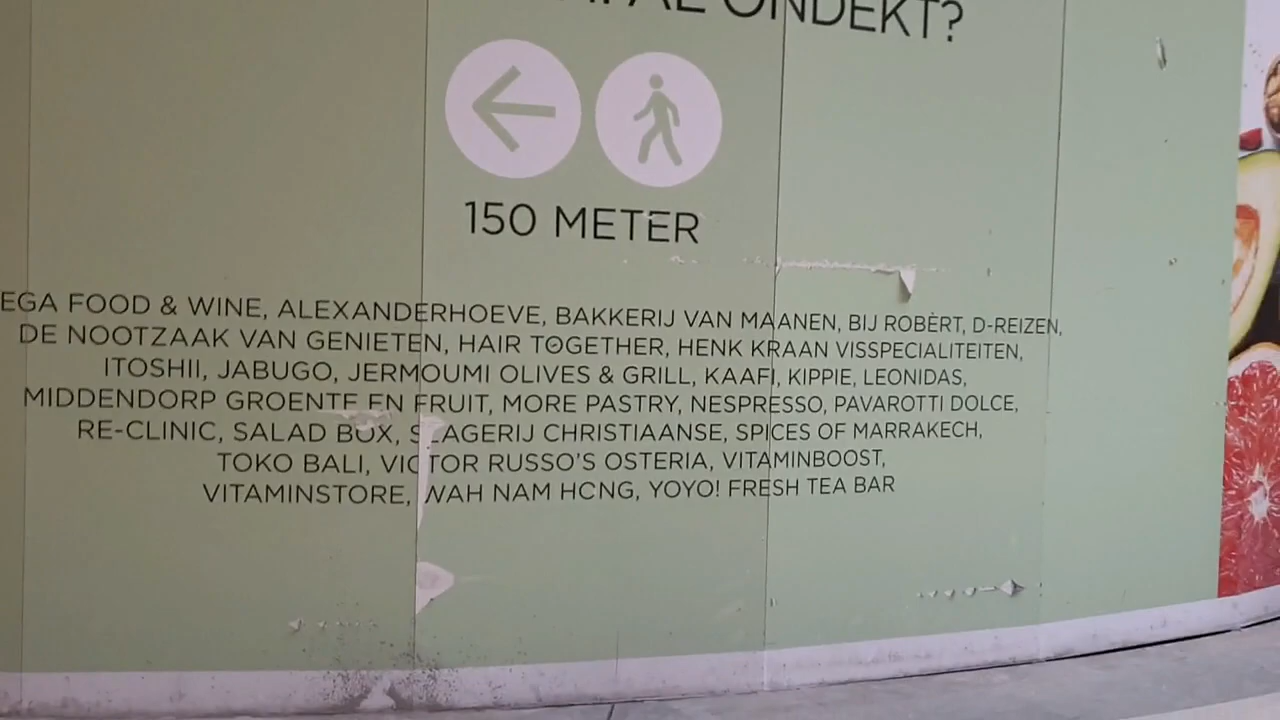 ONDEKT?
150 METER
EGA FOOD & WINE, ALEXANDERHOEVE, BAKKERIJ VAN MAANEN, BIJ ROBÈRT, D-REIZEN,
DE NOOTZAAK VAN GENIETEN, HAIR TOGETHER, HENK KRAAN VISSPECIALITEITEN,
ITOSHII, JABUGO, JERMOUMI OLIVES & GRILL, KAAFI, KIPPIE, LEONIDAS,
MIDDENDORP GROENTE EN FRUIT, MORE PASTRY, NESPRESSO, PAVAROTTI DOLCE,
RE-CLINIC, SALAD BOX, SLAGERIJ CHRISTIAANSE, SPICES OF MARRAKECH,
TOKO BALI, VICTOR RUSSO'S OSTERIA, VITAMINBOOST,
VITAMINSTORE, WAH NAM HONG, YOYO! FRESH TEA BAR